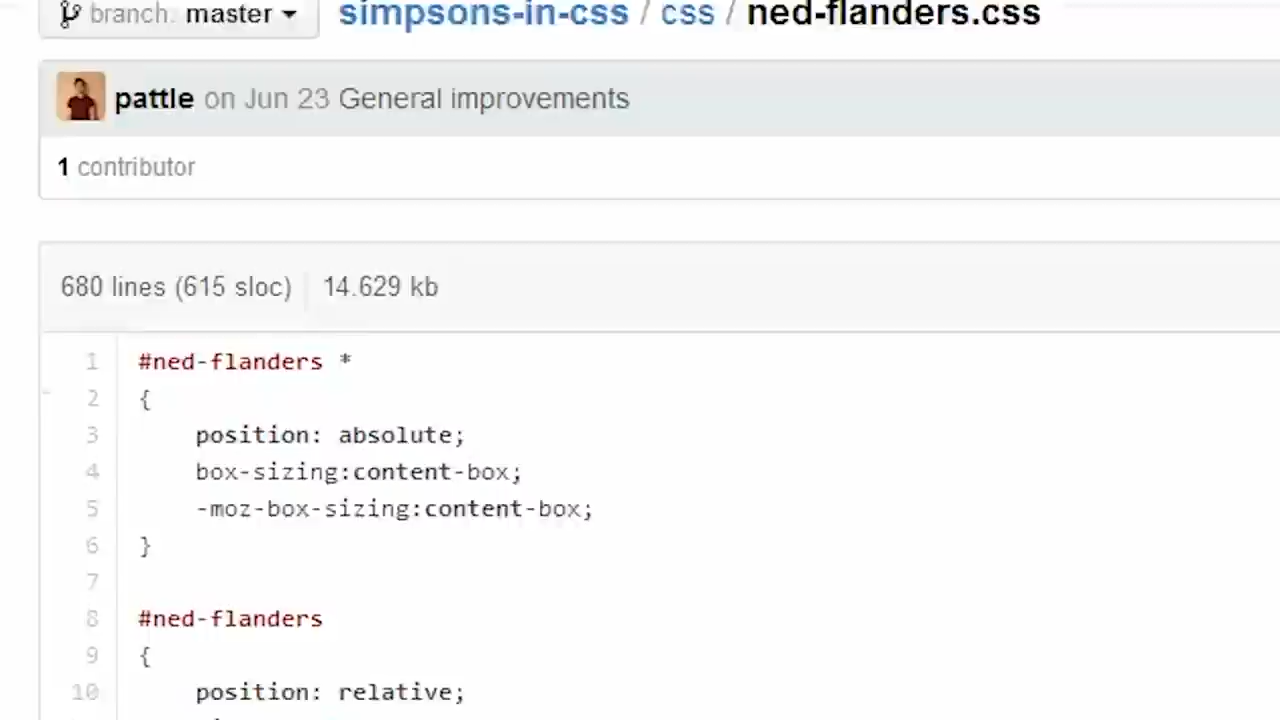 branch: master simpsons-in-css / css / ned-flanders.css
pattle on Jun 23 General improvements
1 contributor
680 lines (615 sloc) 14.629 kb
1 #ned-flanders *
2 {
3 position: absolute;
4 box-sizing:content-box;
5 -moz-box-sizing:content-box;
6 }
7
8 #ned-flanders
9 {
10 position: relative;